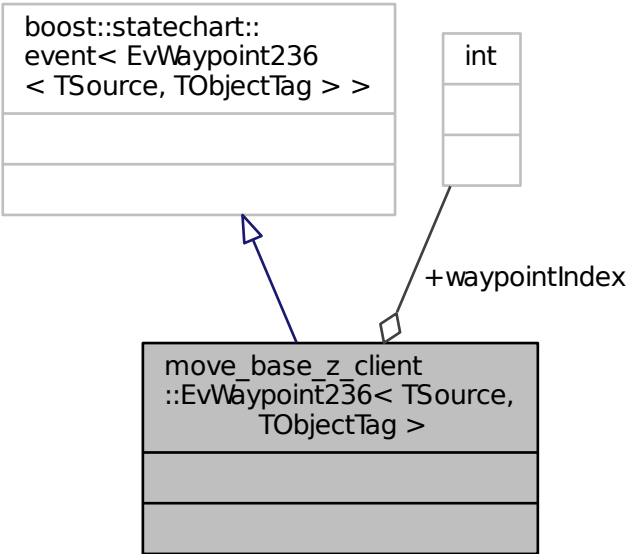 boost::statechart::
event< EvWaypoint236
< TSource, TObjectTag > >
int
+waypointIndex
move_base_z_client
::EvWaypoint236< TSource,
TObjectTag >